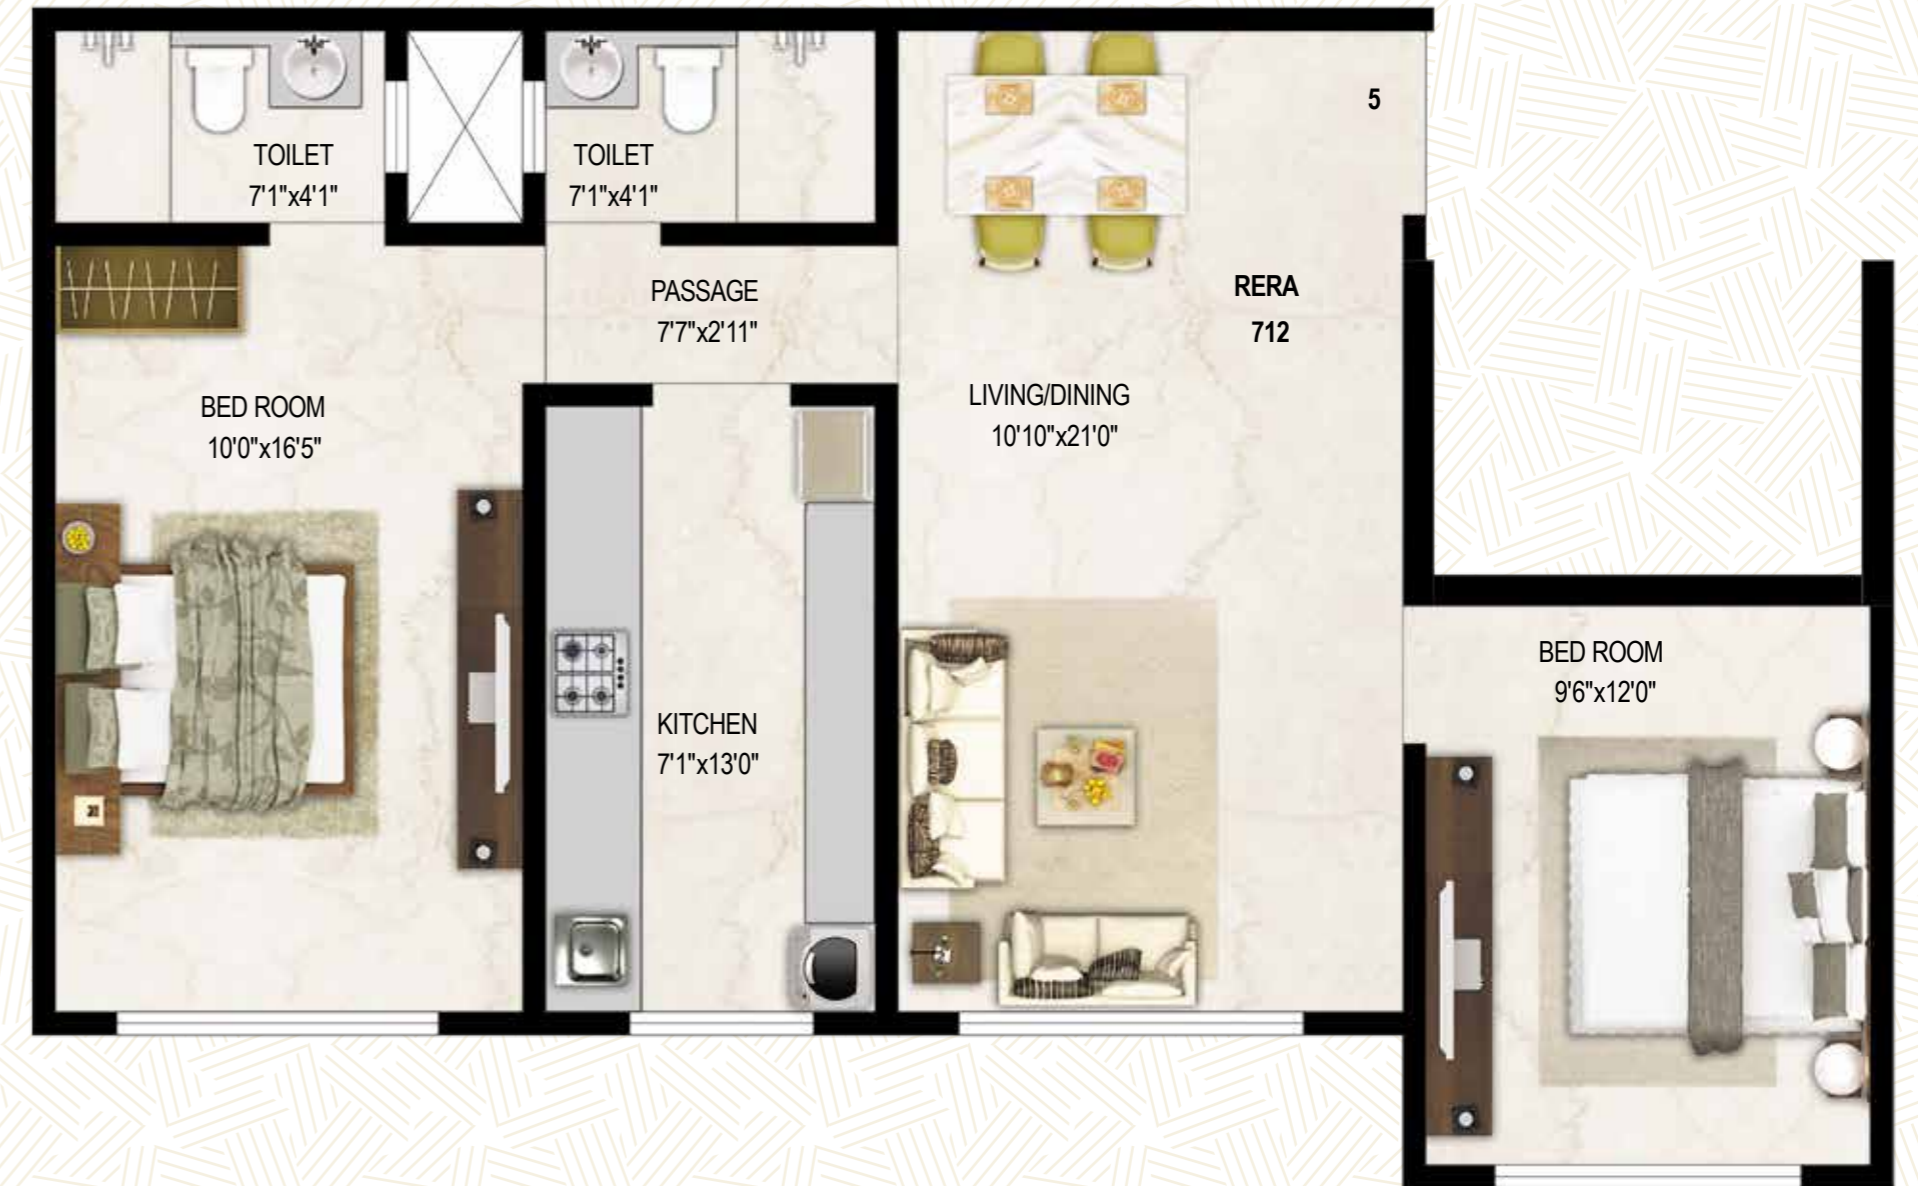 5
TOILET
7'1"x4'1"
TOILET
7'1"x4'1"
PASSAGE
7'7"x2'11"
RERA
712
BED ROOM
10'0"x16'5"
LIVING/DINING
10'10"x21'0"
BED ROOM
9'6"x12'0"
KITCHEN
7'1"x13'0"